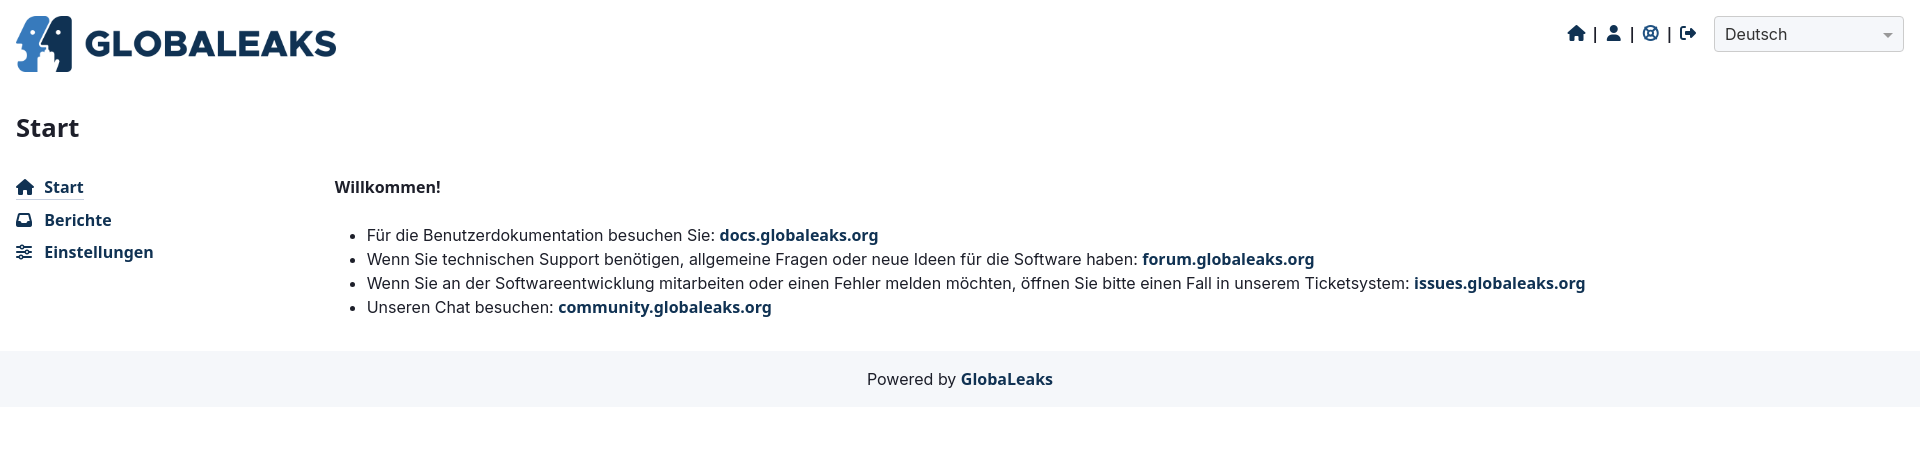 GLOBALEAKS
| | | Deutsch
Start
Start
Berichte
Einstellungen
Willkommen!
• Für die Benutzerdokumentation besuchen Sie: docs.globaleaks.org
• Wenn Sie technischen Support benötigen, allgemeine Fragen oder neue Ideen für die Software haben: forum.globaleaks.org
• Wenn Sie an der Softwareentwicklung mitarbeiten oder einen Fehler melden möchten, öffnen Sie bitte einen Fall in unserem Ticketsystem: issues.globaleaks.org
• Unseren Chat besuchen: community.globaleaks.org
Powered by GlobaLeaks